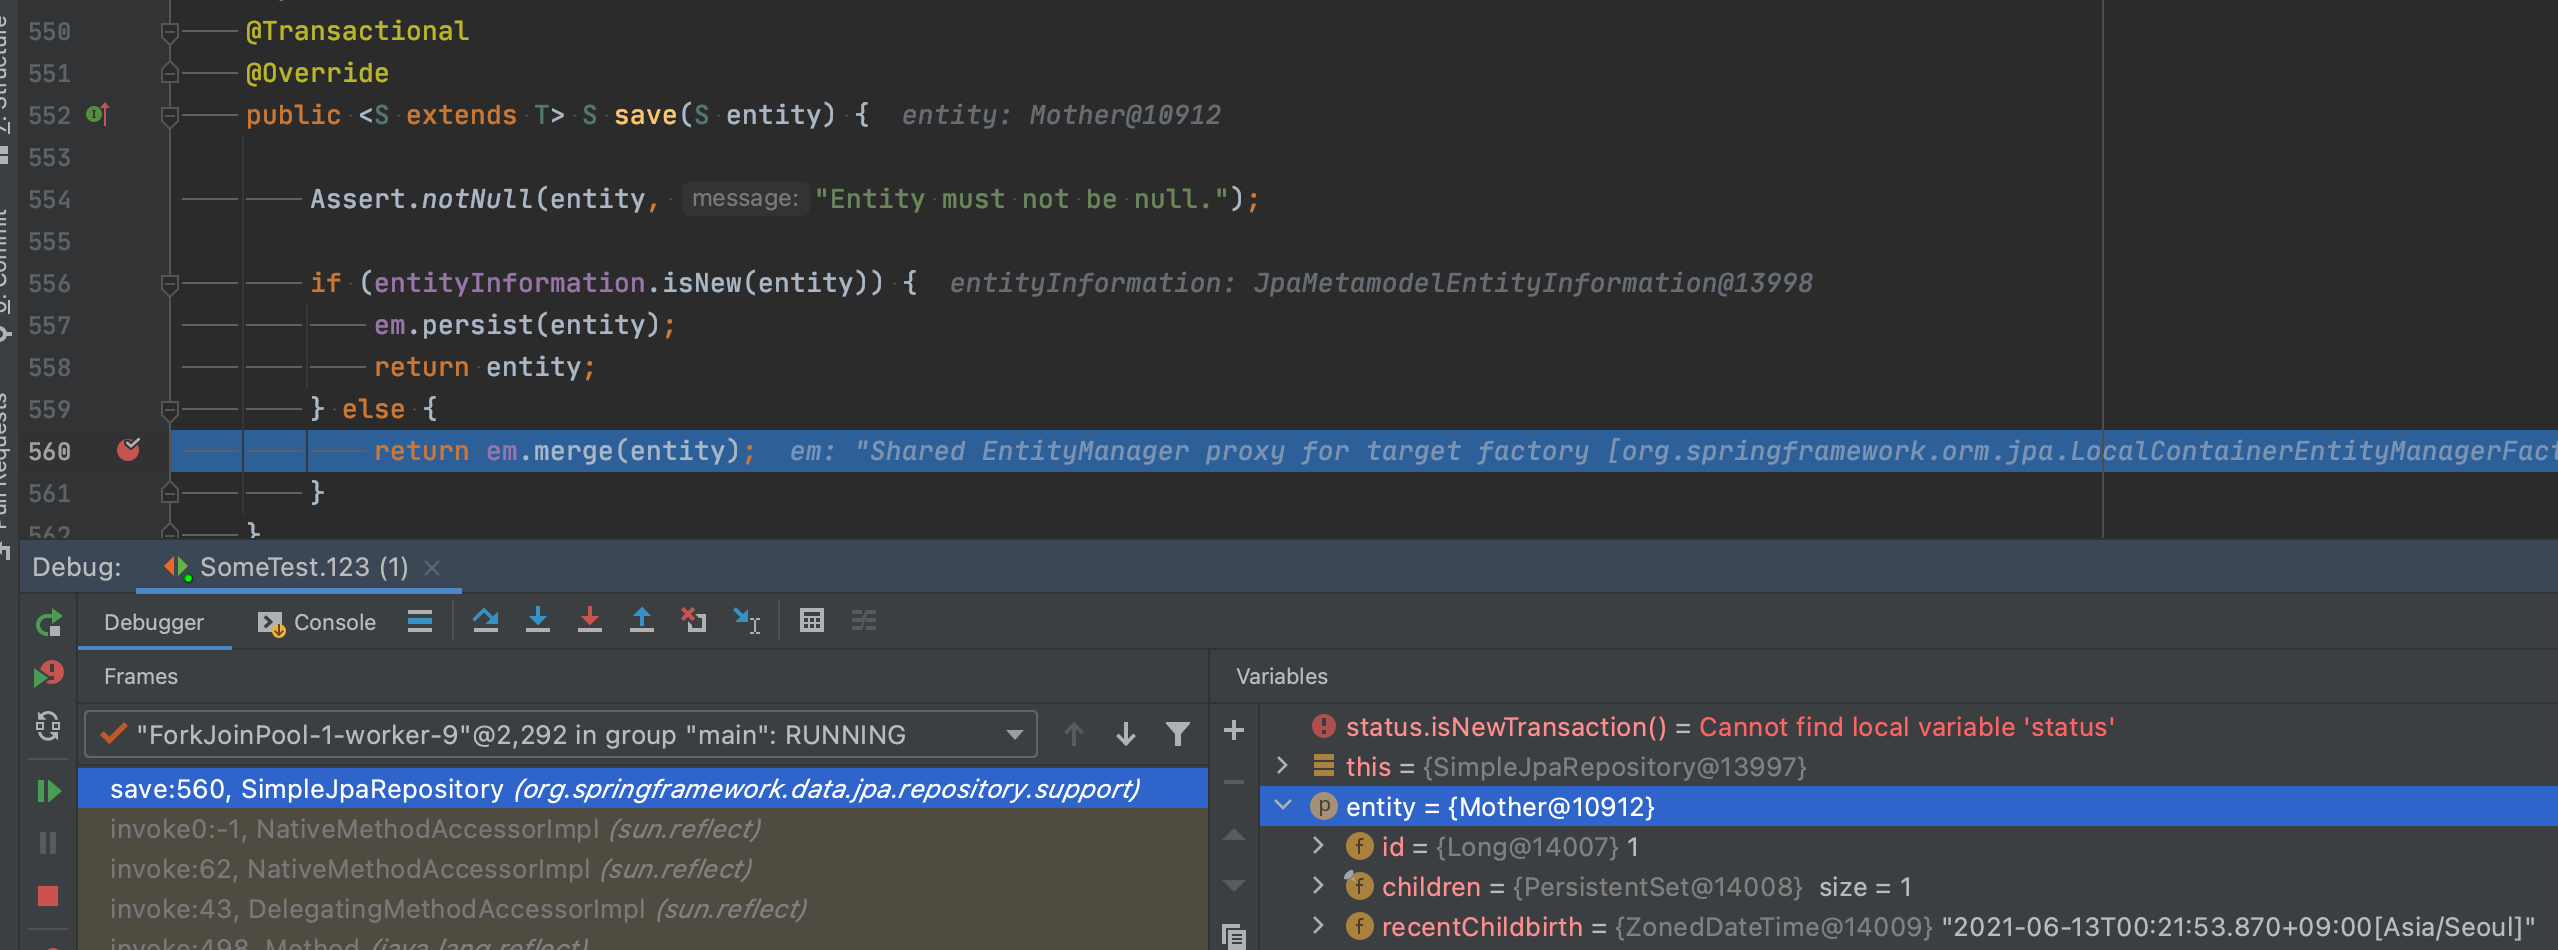 550 @Transactional
551 @Override
552 public <S extends T> S save(S entity) { entity: Mother@10912
553
554 Assert.notNull(entity, message: "Entity must not be null.");
555
556 if (entityInformation.isNew(entity)) { entityInformation: JpaMetamodelEntityInformation@13998
557 em.persist(entity);
558 return entity;
559 } else {
560 return em.merge(entity); em: "Shared EntityManager proxy for target factory [org.springframework.orm.jpa.LocalContainerEntityManagerFact
561 }
562 }
Structure
Commit
Pull Requests
Debug: SomeTest.123 (1)
Debugger Console
Frames
"ForkJoinPool-1-worker-9"@2,292 in group "main": RUNNING
save:560, SimpleJpaRepository (org.springframework.data.jpa.repository.support)
invoke0:-1, NativeMethodAccessorImpl (sun.reflect)
invoke:62, NativeMethodAccessorImpl (sun.reflect)
invoke:43, DelegatingMethodAccessorImpl (sun.reflect)
invoke:498, Method (java.lang.reflect)
Variables
status.isNewTransaction() = Cannot find local variable 'status'
this = {SimpleJpaRepository@13997}
p entity = {Mother@10912}
f id = {Long@14007} 1
f children = {PersistentSet@14008} size = 1
f recentChildbirth = {ZonedDateTime@14009} "2021-06-13T00:21:53.870+09:00[Asia/Seoul]"